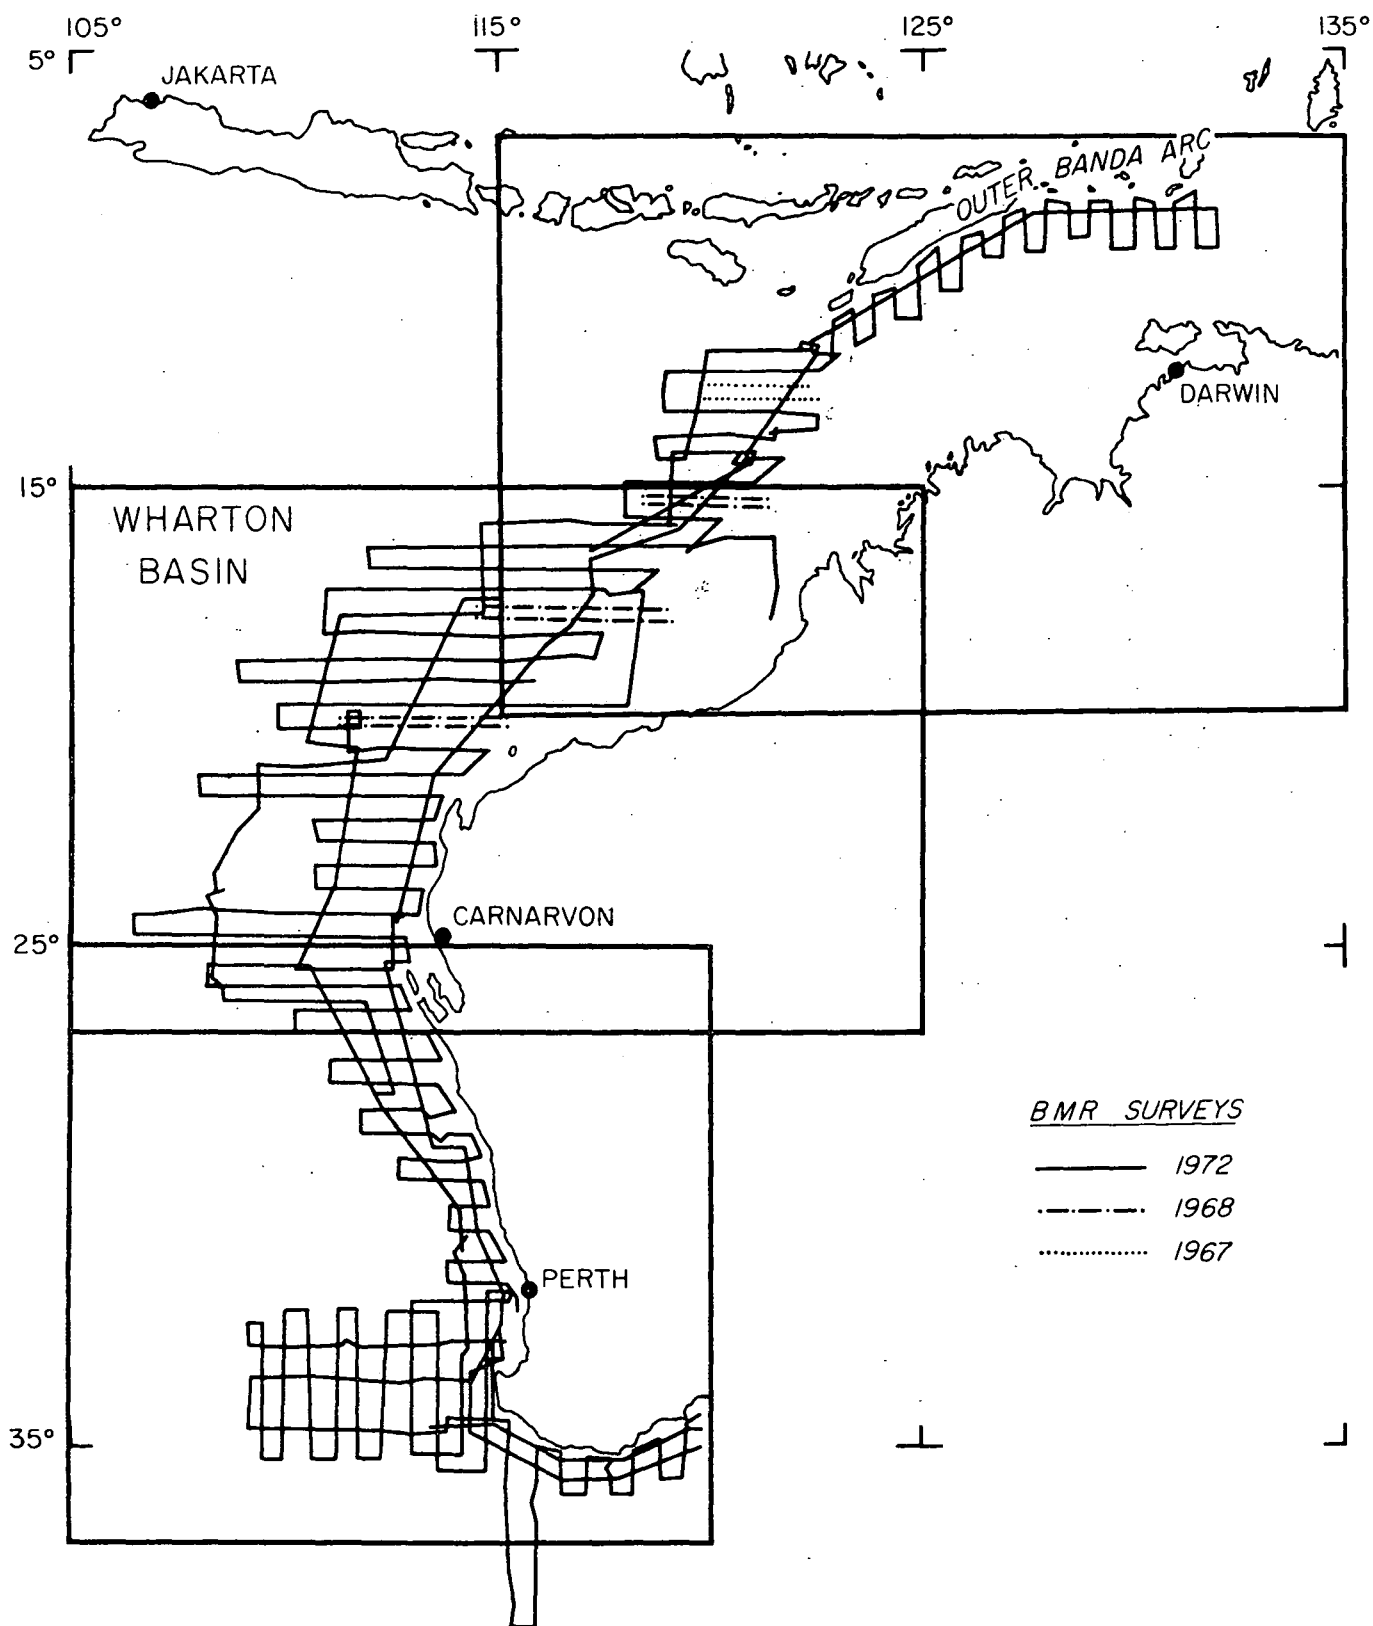 105° 115° 125° 135°
5°
JAKARTA
OUTER BANDA ARC
DARWIN
15°
WHARTON
BASIN
CARNARVON
25°
BMR SURVEYS
1972
1968
1967
PERTH
35°